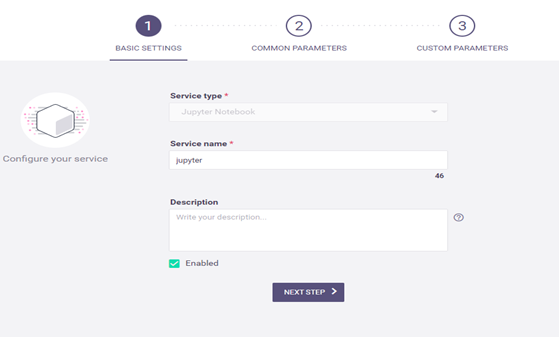 1
2
3
BASIC SETTINGS
COMMON PARAMETERS
CUSTOM PARAMETERS
Configure your service
Service type *
Jupyter Notebook
Service name *
jupyter
46
Description
Write your description...
?
Enabled
NEXT STEP